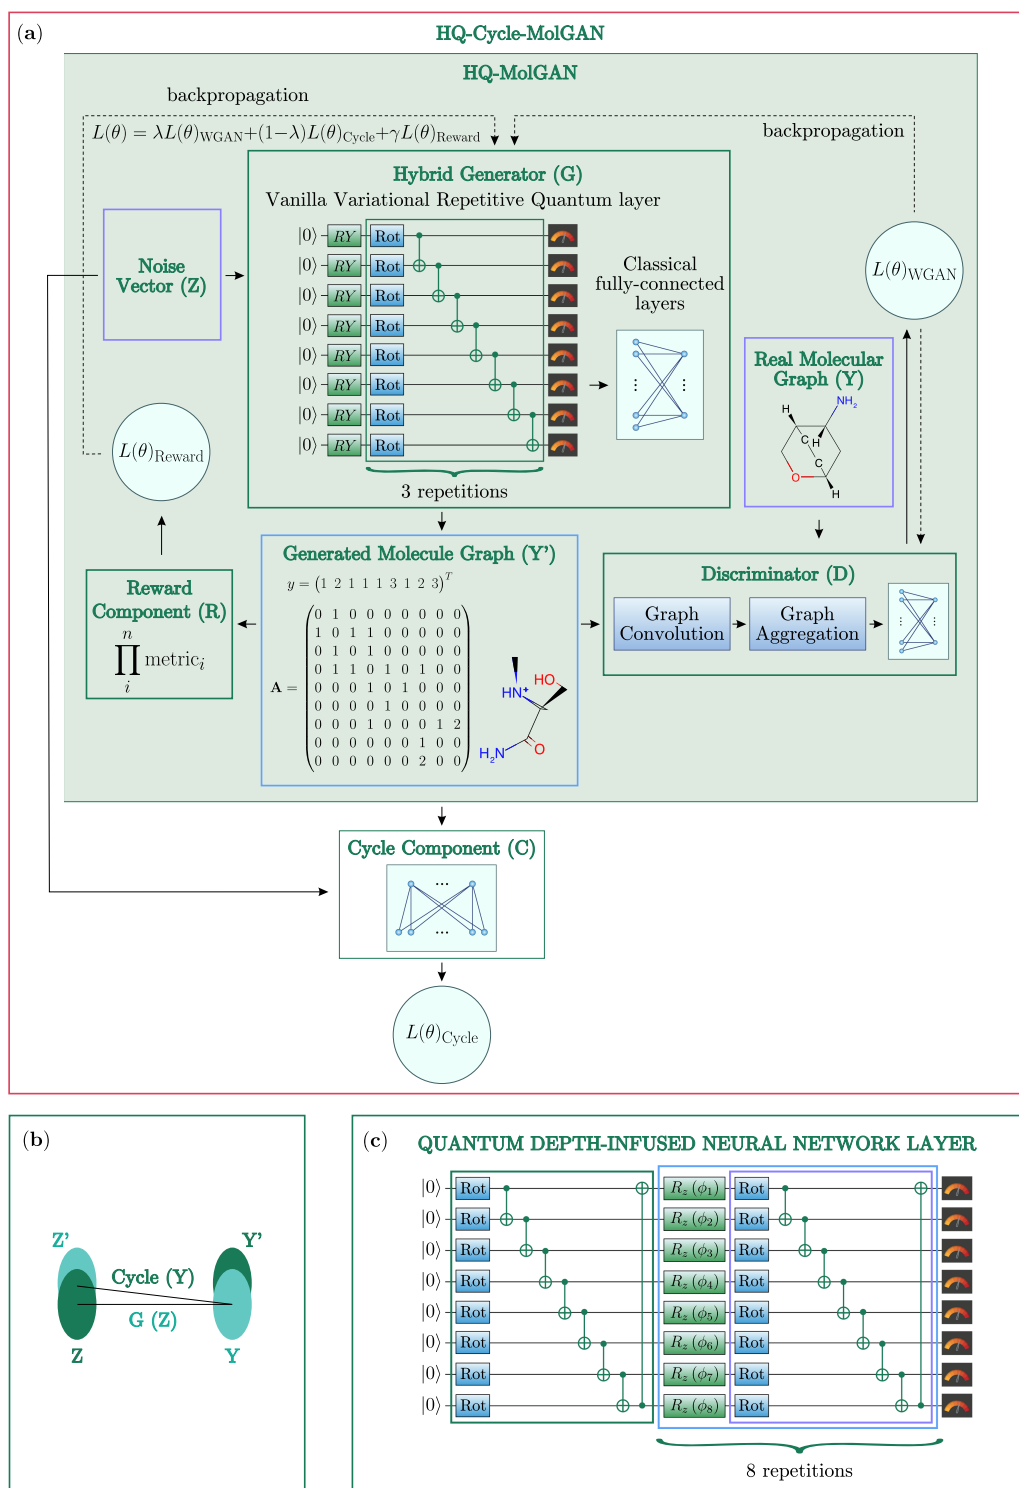 (a)
HQ-Cycle-MolGAN
HQ-MolGAN
backpropagation
L(θ) = λL(θ)WGAN+(1−λ)L(θ)Cycle+γL(θ)Reward
backpropagation
Hybrid Generator (G)
Vanilla Variational Repetitive Quantum layer
|0⟩ RY Rot
|0⟩ RY Rot
|0⟩ RY Rot
|0⟩ RY Rot
|0⟩ RY Rot
|0⟩ RY Rot
|0⟩ RY Rot
|0⟩ RY Rot
3 repetitions
Classical
fully-connected
layers
Noise
Vector (Z)
L(θ)WGAN
Real Molecular
Graph (Y)
NH2
H
C H
C
O
H
L(θ)Reward
Reward
Component (R)
n
∏ metrici
i
Generated Molecule Graph (Y')
y = (1 2 1 1 1 3 1 2 3)T
A =
0 1 0 0 0 0 0 0 0
1 0 1 1 0 0 0 0 0
0 1 0 1 0 0 0 0 0
0 1 1 0 1 0 1 0 0
0 0 0 1 0 1 0 0 0
0 0 0 0 1 0 0 0 0
0 0 0 1 0 0 0 1 2
0 0 0 0 0 0 1 0 0
0 0 0 0 0 0 2 0 0
HO
HN+
H2N
O
Discriminator (D)
Graph
Convolution
Graph
Aggregation
Cycle Component (C)
...
...
L(θ)Cycle
(b)
Z'
Y'
Cycle (Y)
G (Z)
Z
Y
(c)
QUANTUM DEPTH-INFUSED NEURAL NETWORK LAYER
|0⟩ Rot Rz (ϕ1) Rot
|0⟩ Rot Rz (ϕ2) Rot
|0⟩ Rot Rz (ϕ3) Rot
|0⟩ Rot Rz (ϕ4) Rot
|0⟩ Rot Rz (ϕ5) Rot
|0⟩ Rot Rz (ϕ6) Rot
|0⟩ Rot Rz (ϕ7) Rot
|0⟩ Rot Rz (ϕ8) Rot
8 repetitions